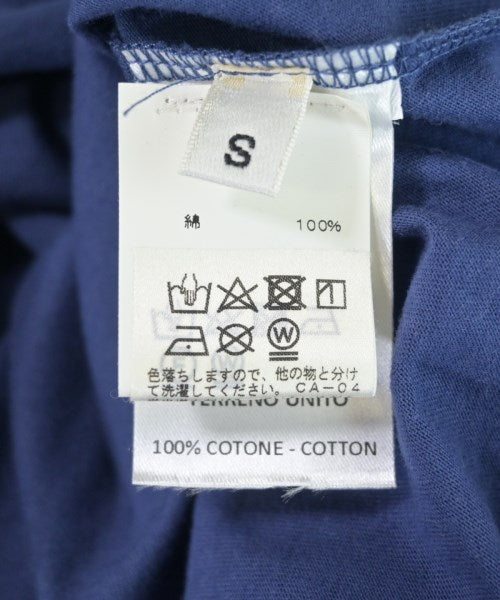 S
綿 100%
W
色落ちしますので、他の物と分け
て洗濯してください。CA-04
TERRENO UNITO
100% COTONE - COTTON